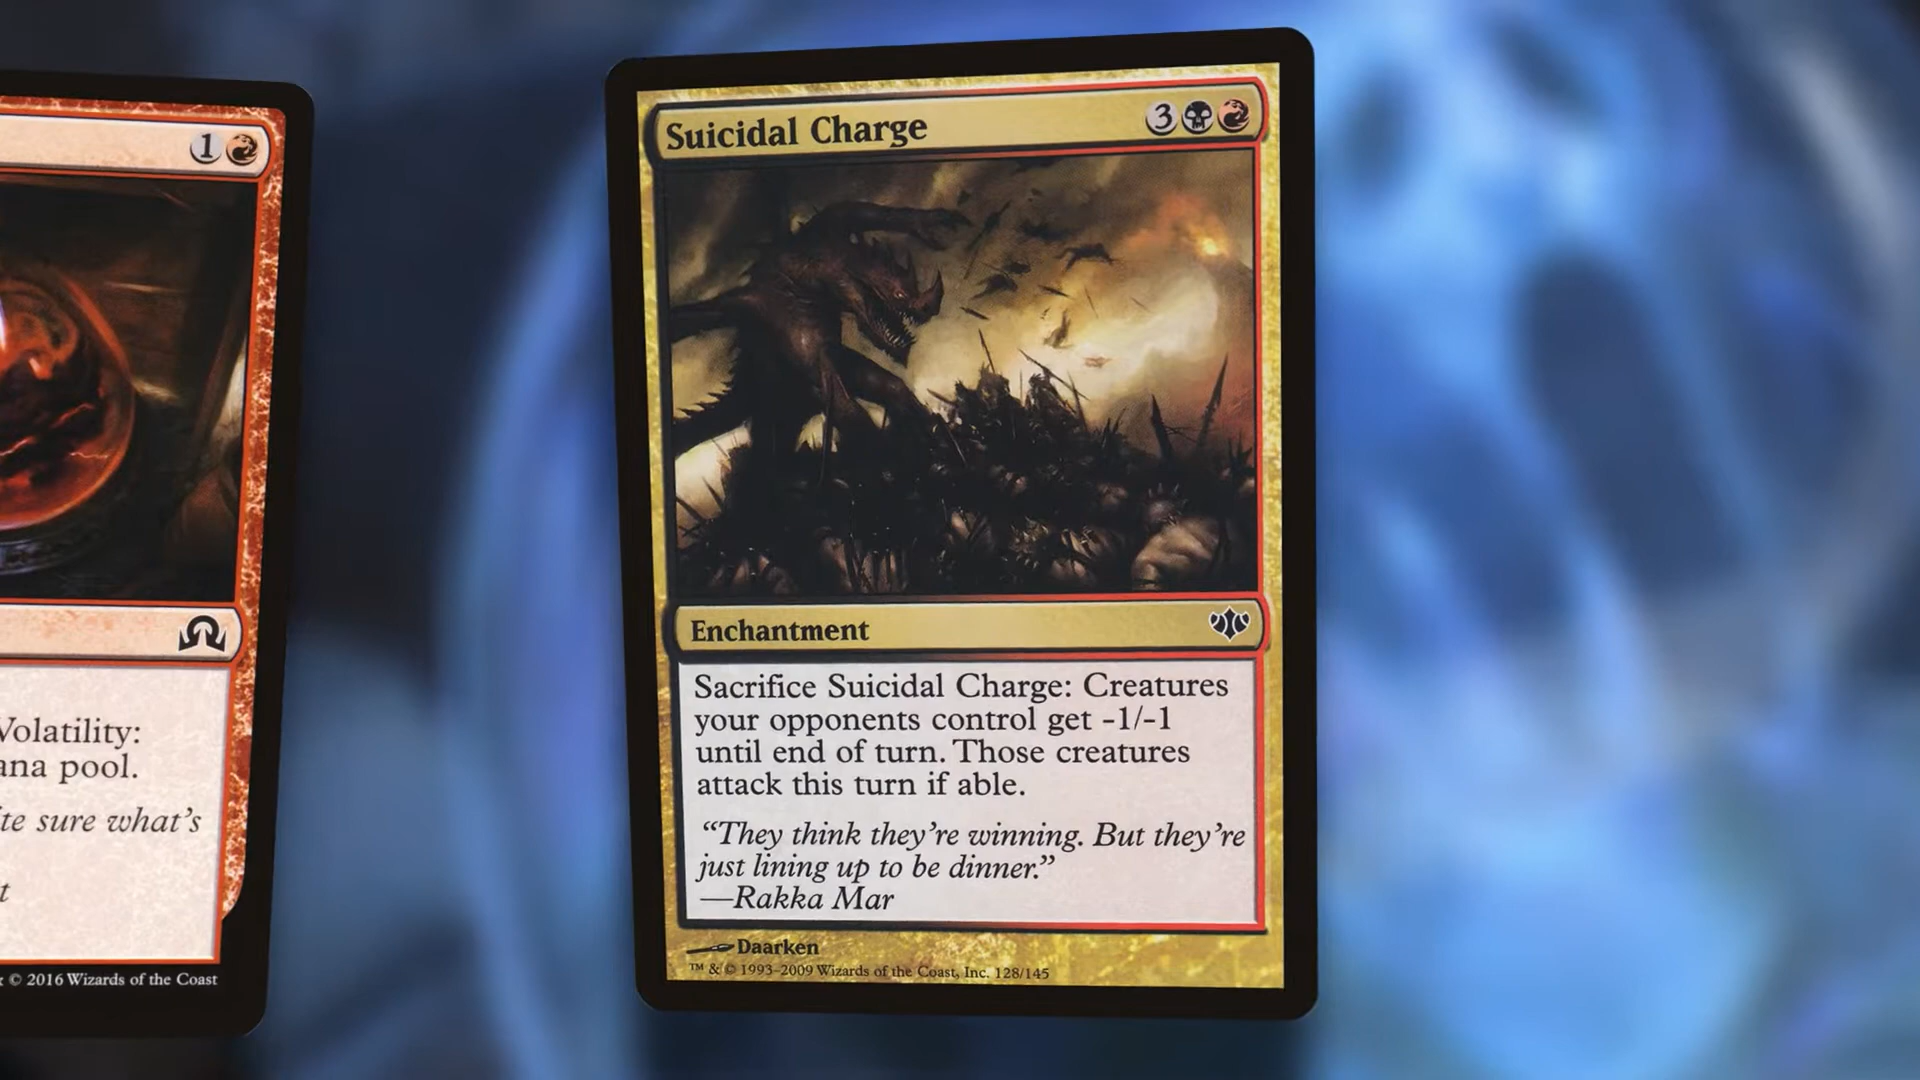 1
Volatility:
ana pool.
te sure what's
t
© 2016 Wizards of the Coast
Suicidal Charge
3
Enchantment
Sacrifice Suicidal Charge: Creatures
your opponents control get -1/-1
until end of turn. Those creatures
attack this turn if able.
“They think they’re winning. But they’re
just lining up to be dinner.”
—Rakka Mar
Daarken
™ & © 1993–2009 Wizards of the Coast, Inc. 128/145